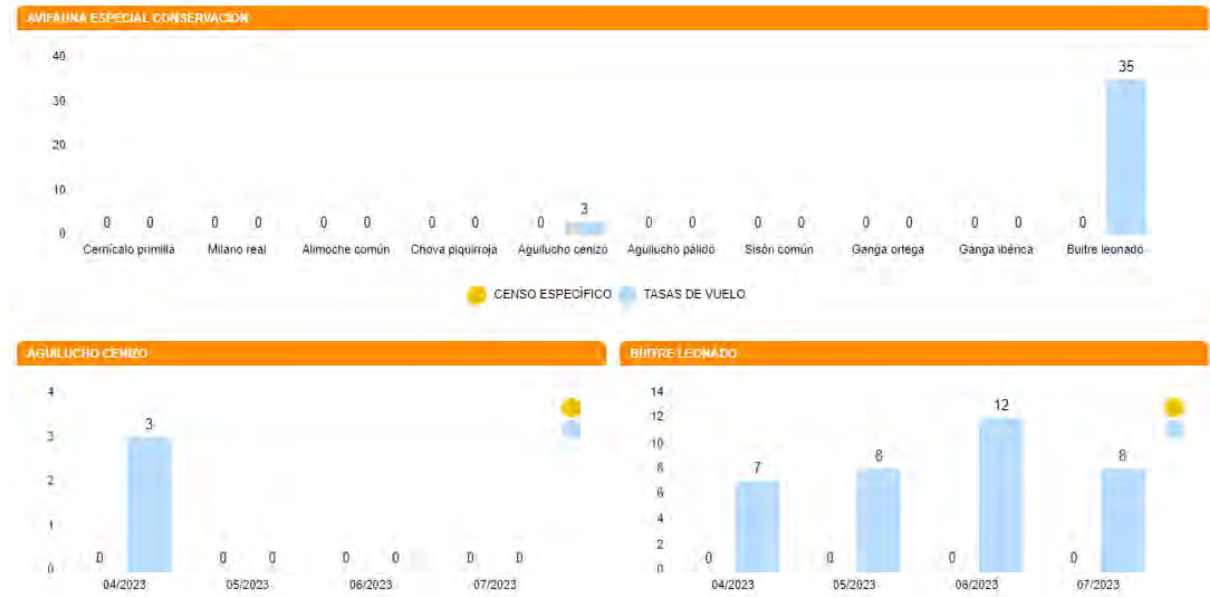 AVIFAUNA ESPECIAL CONSERVACIÓN
40
30
20
10
0
35
0 0 0 0 0 0 0 0 0 3 0 0 0 0 0 0 0 0 0
Cernícalo primilla Milano real Alimoche común Chova piquirroja Aguilucho cenizo Aguilucho pálido Sisón común Ganga ortega Ganga ibérica Buitre leonado
CENSO ESPECÍFICO TASAS DE VUELO
AGUILUCHO CENIZO
4
3
2
1
0
0 3 0 0 0 0 0 0
04/2023 05/2023 06/2023 07/2023
BUITRE LEONADO
14
12
10
8
6
4
2
0
0 7 0 8 0 12 0 8
04/2023 05/2023 06/2023 07/2023